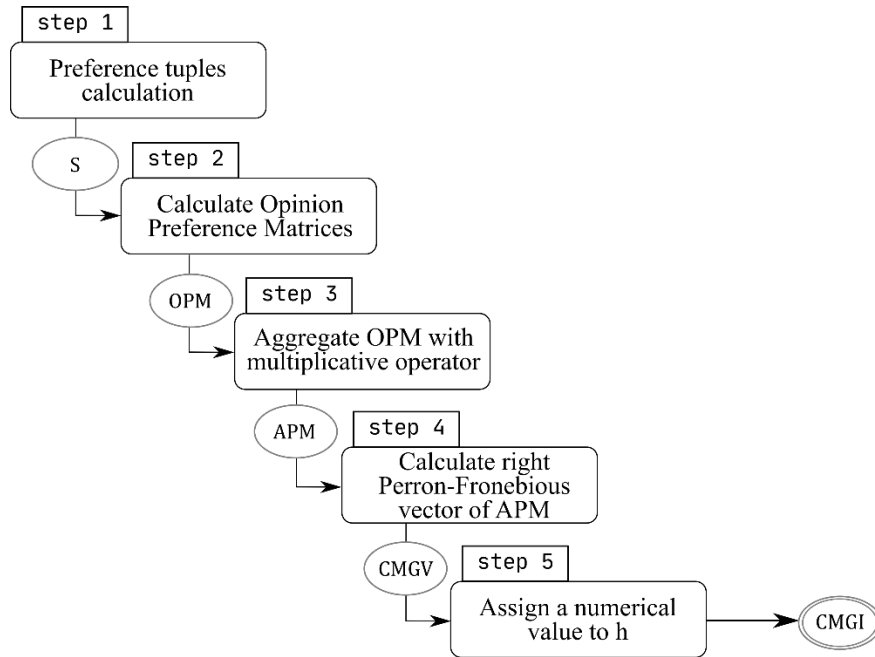 step 1
Preference tuples
calculation
S
step 2
Calculate Opinion
Preference Matrices
OPM
step 3
Aggregate OPM with
multiplicative operator
APM
step 4
Calculate right
Perron-Fronebious
vector of APM
CMGV
step 5
Assign a numerical
value to h
CMGI